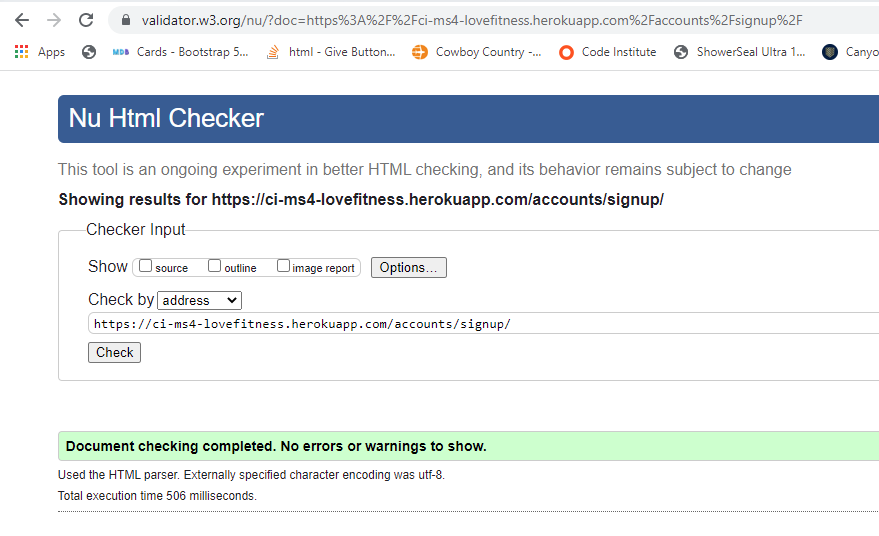 validator.w3.org/nu/?doc=https%3A%2F%2Fci-ms4-lovefitness.herokuapp.com%2Faccounts%2Fsignup%2F
Apps MDB Cards - Bootstrap 5... html - Give Button... Cowboy Country -... Code Institute ShowerSeal Ultra 1... Canyo
Nu Html Checker
This tool is an ongoing experiment in better HTML checking, and its behavior remains subject to change
Showing results for https://ci-ms4-lovefitness.herokuapp.com/accounts/signup/
Checker Input
Show source outline image report Options...
Check by address
https://ci-ms4-lovefitness.herokuapp.com/accounts/signup/
Check
Document checking completed. No errors or warnings to show.
Used the HTML parser. Externally specified character encoding was utf-8.
Total execution time 506 milliseconds.